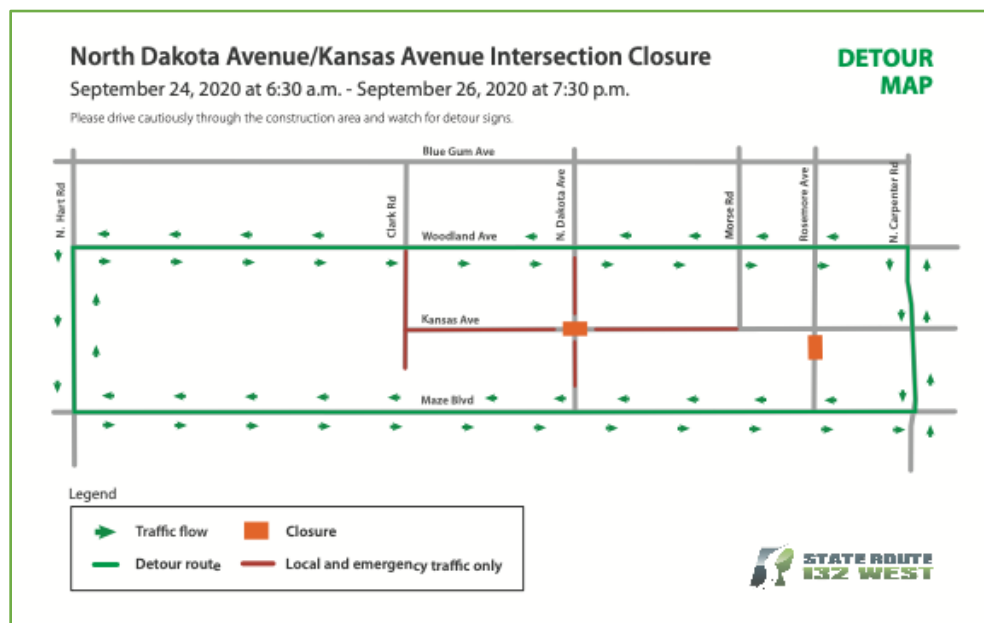 North Dakota Avenue/Kansas Avenue Intersection Closure
September 24, 2020 at 6:30 a.m. - September 26, 2020 at 7:30 p.m.
Please drive cautiously through the construction area and watch for detour signs.
DETOUR
MAP
Blue Gum Ave
N. Hart Rd
Clark Rd
N. Dakota Ave
Morse Rd
Rosemore Ave
N. Carpenter Rd
Woodland Ave
Kansas Ave
Maze Blvd
Legend
Traffic flow
Closure
Detour route
Local and emergency traffic only
STATE ROUTE
132 WEST